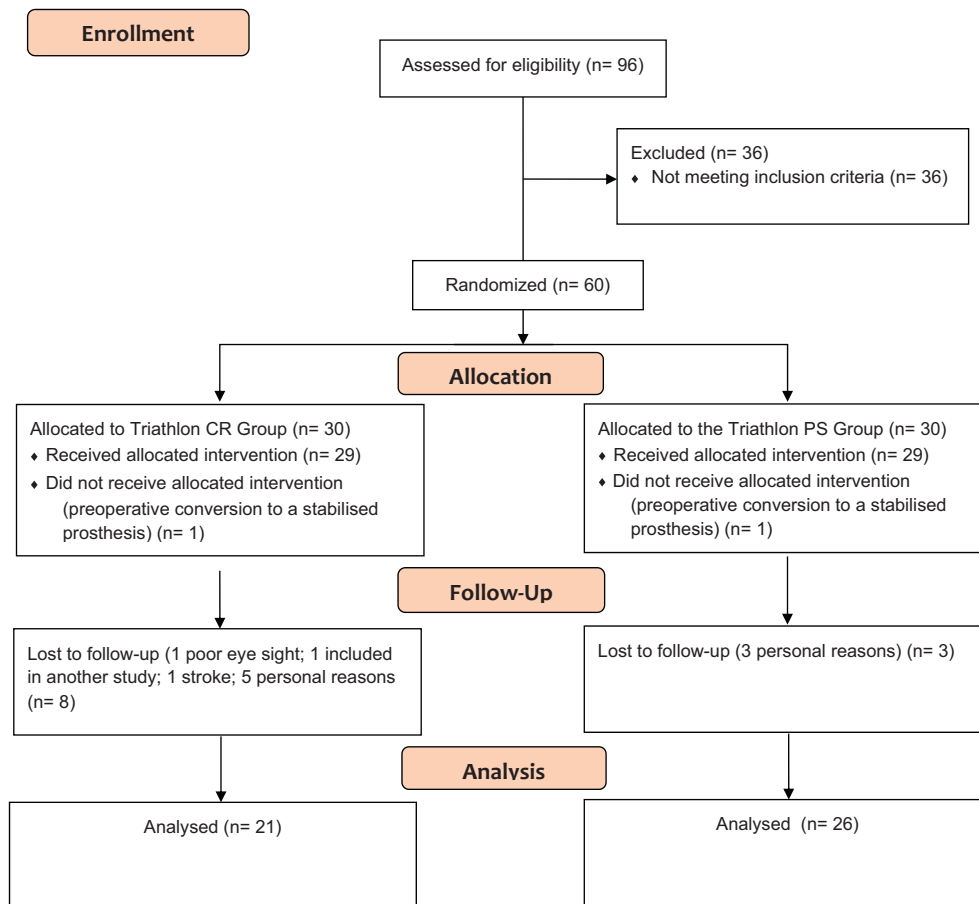 Enrollment
Assessed for eligibility (n= 96)
Excluded (n= 36)
♦ Not meeting inclusion criteria (n= 36)
Randomized (n= 60)
Allocation
Allocated to Triathlon CR Group (n= 30)
♦ Received allocated intervention (n= 29)
♦ Did not receive allocated intervention
(preoperative conversion to a stabilised
prosthesis) (n= 1)
Allocated to the Triathlon PS Group (n= 30)
♦ Received allocated intervention (n= 29)
♦ Did not receive allocated intervention
(preoperative conversion to a stabilised
prosthesis) (n= 1)
Follow-Up
Lost to follow-up (1 poor eye sight; 1 included
in another study; 1 stroke; 5 personal reasons
(n= 8)
Lost to follow-up (3 personal reasons) (n= 3)
Analysis
Analysed (n= 21)
Analysed (n= 26)